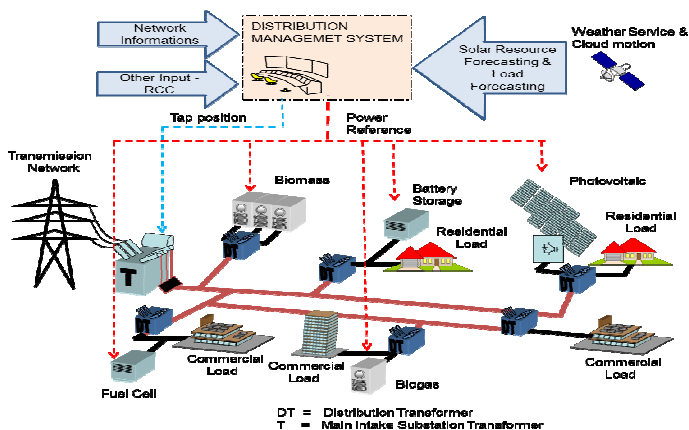 Network
Informations
DISTRIBUTION
MANAGEMET SYSTEM
Weather Service &
Cloud motion
Solar Resource
Forecasting &
Load
Forecasting
Other Input -
RCC
Tap position
Power
Reference
Transmission
Network
Biomass
Battery
Storage
Photovoltaic
Residential
Load
Residential
Load
T
DT
DT
DT
DT
DT
DT
Commercial Load
Commercial
Load
Commercial
Load
Fuel Cell
Biogas
DT = Distribution Transformer
T = Main Intake Substation Transformer